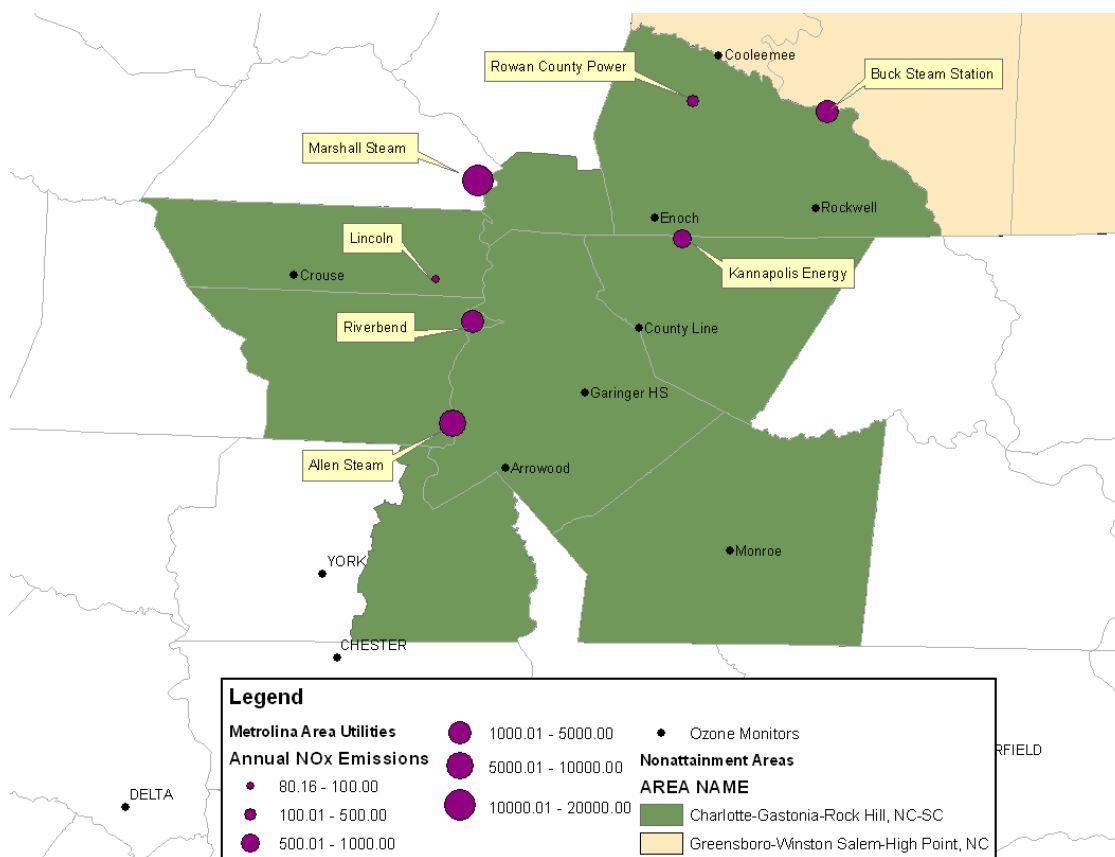 Cooleemee
Rowan County Power
Buck Steam Station
Marshall Steam
Enoch
Rockwell
Lincoln
Crouse
Kannapolis Energy
Riverbend
County Line
Garinger HS
Allen Steam
Arrowood
Monroe
YORK
CHESTER
Legend
Metrolina Area Utilities
Annual NOx Emissions
80.16 - 100.00
100.01 - 500.00
500.01 - 1000.00
1000.01 - 5000.00
5000.01 - 10000.00
10000.01 - 20000.00
Ozone Monitors
Nonattainment Areas
AREA NAME
Charlotte-Gastonia-Rock Hill, NC-SC
Greensboro-Winston Salem-High Point, NC
RFIELD
DELTA